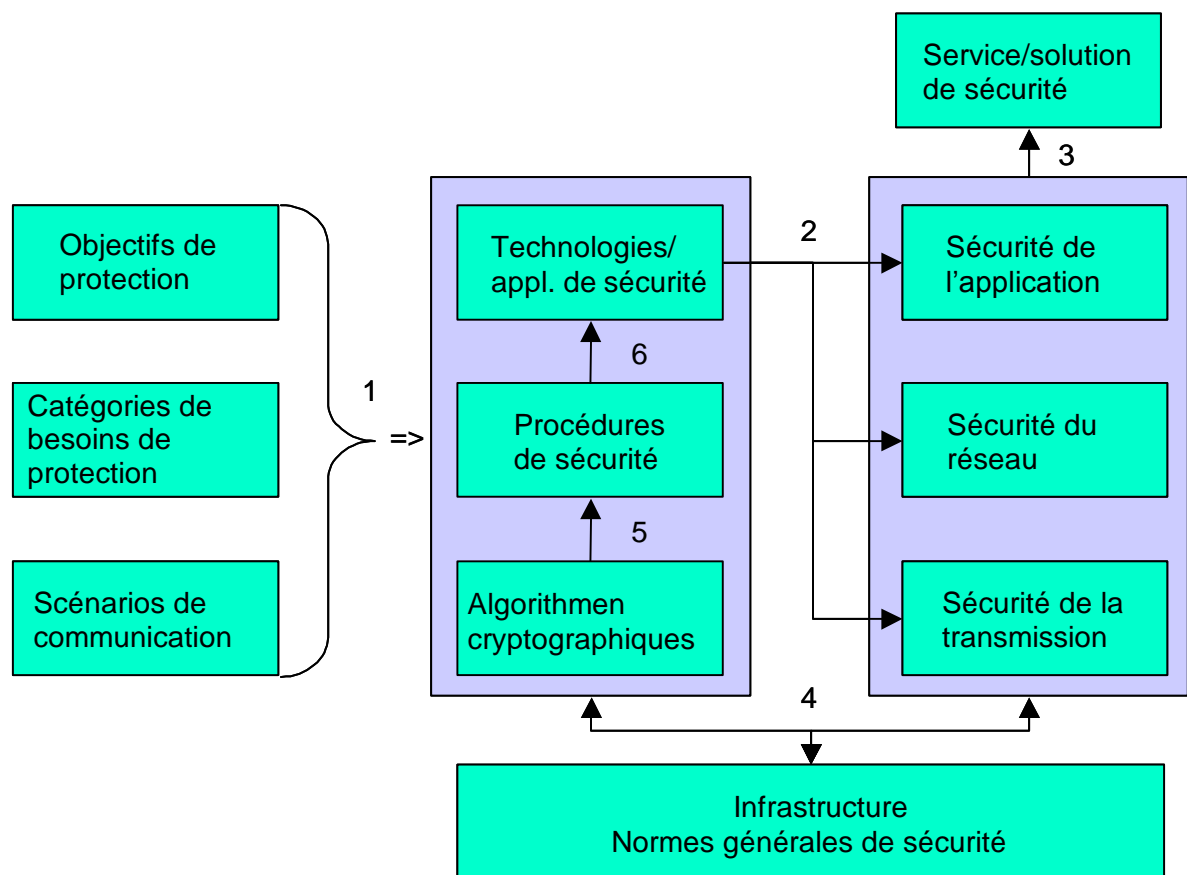 Service/solution
de sécurité
3
Objectifs de
protection
Technologies/
appl. de sécurité
2
Sécurité de
l'application
6
1
=>
Catégories de
besoins de
protection
Procédures
de sécurité
Sécurité du
réseau
5
Scénarios de
communication
Algorithmen
cryptographiques
Sécurité de la
transmission
4
Infrastructure
Normes générales de sécurité